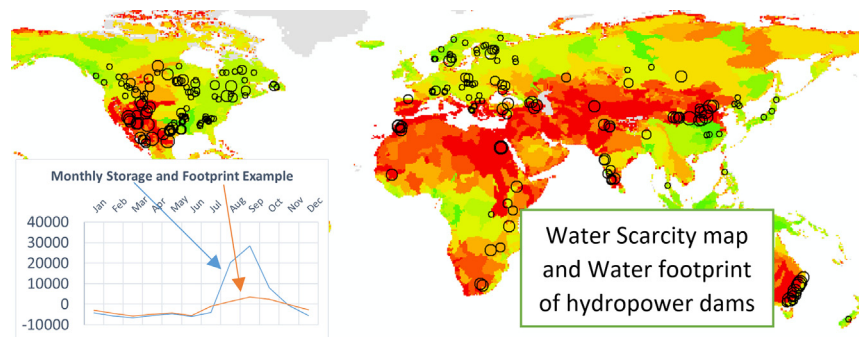 Monthly Storage and Footprint Example
Jan Feb Mar Apr May Jun Jul Aug Sep Oct Nov Dec
40000
30000
20000
10000
0
-10000
Water Scarcity map
and Water footprint
of hydropower dams